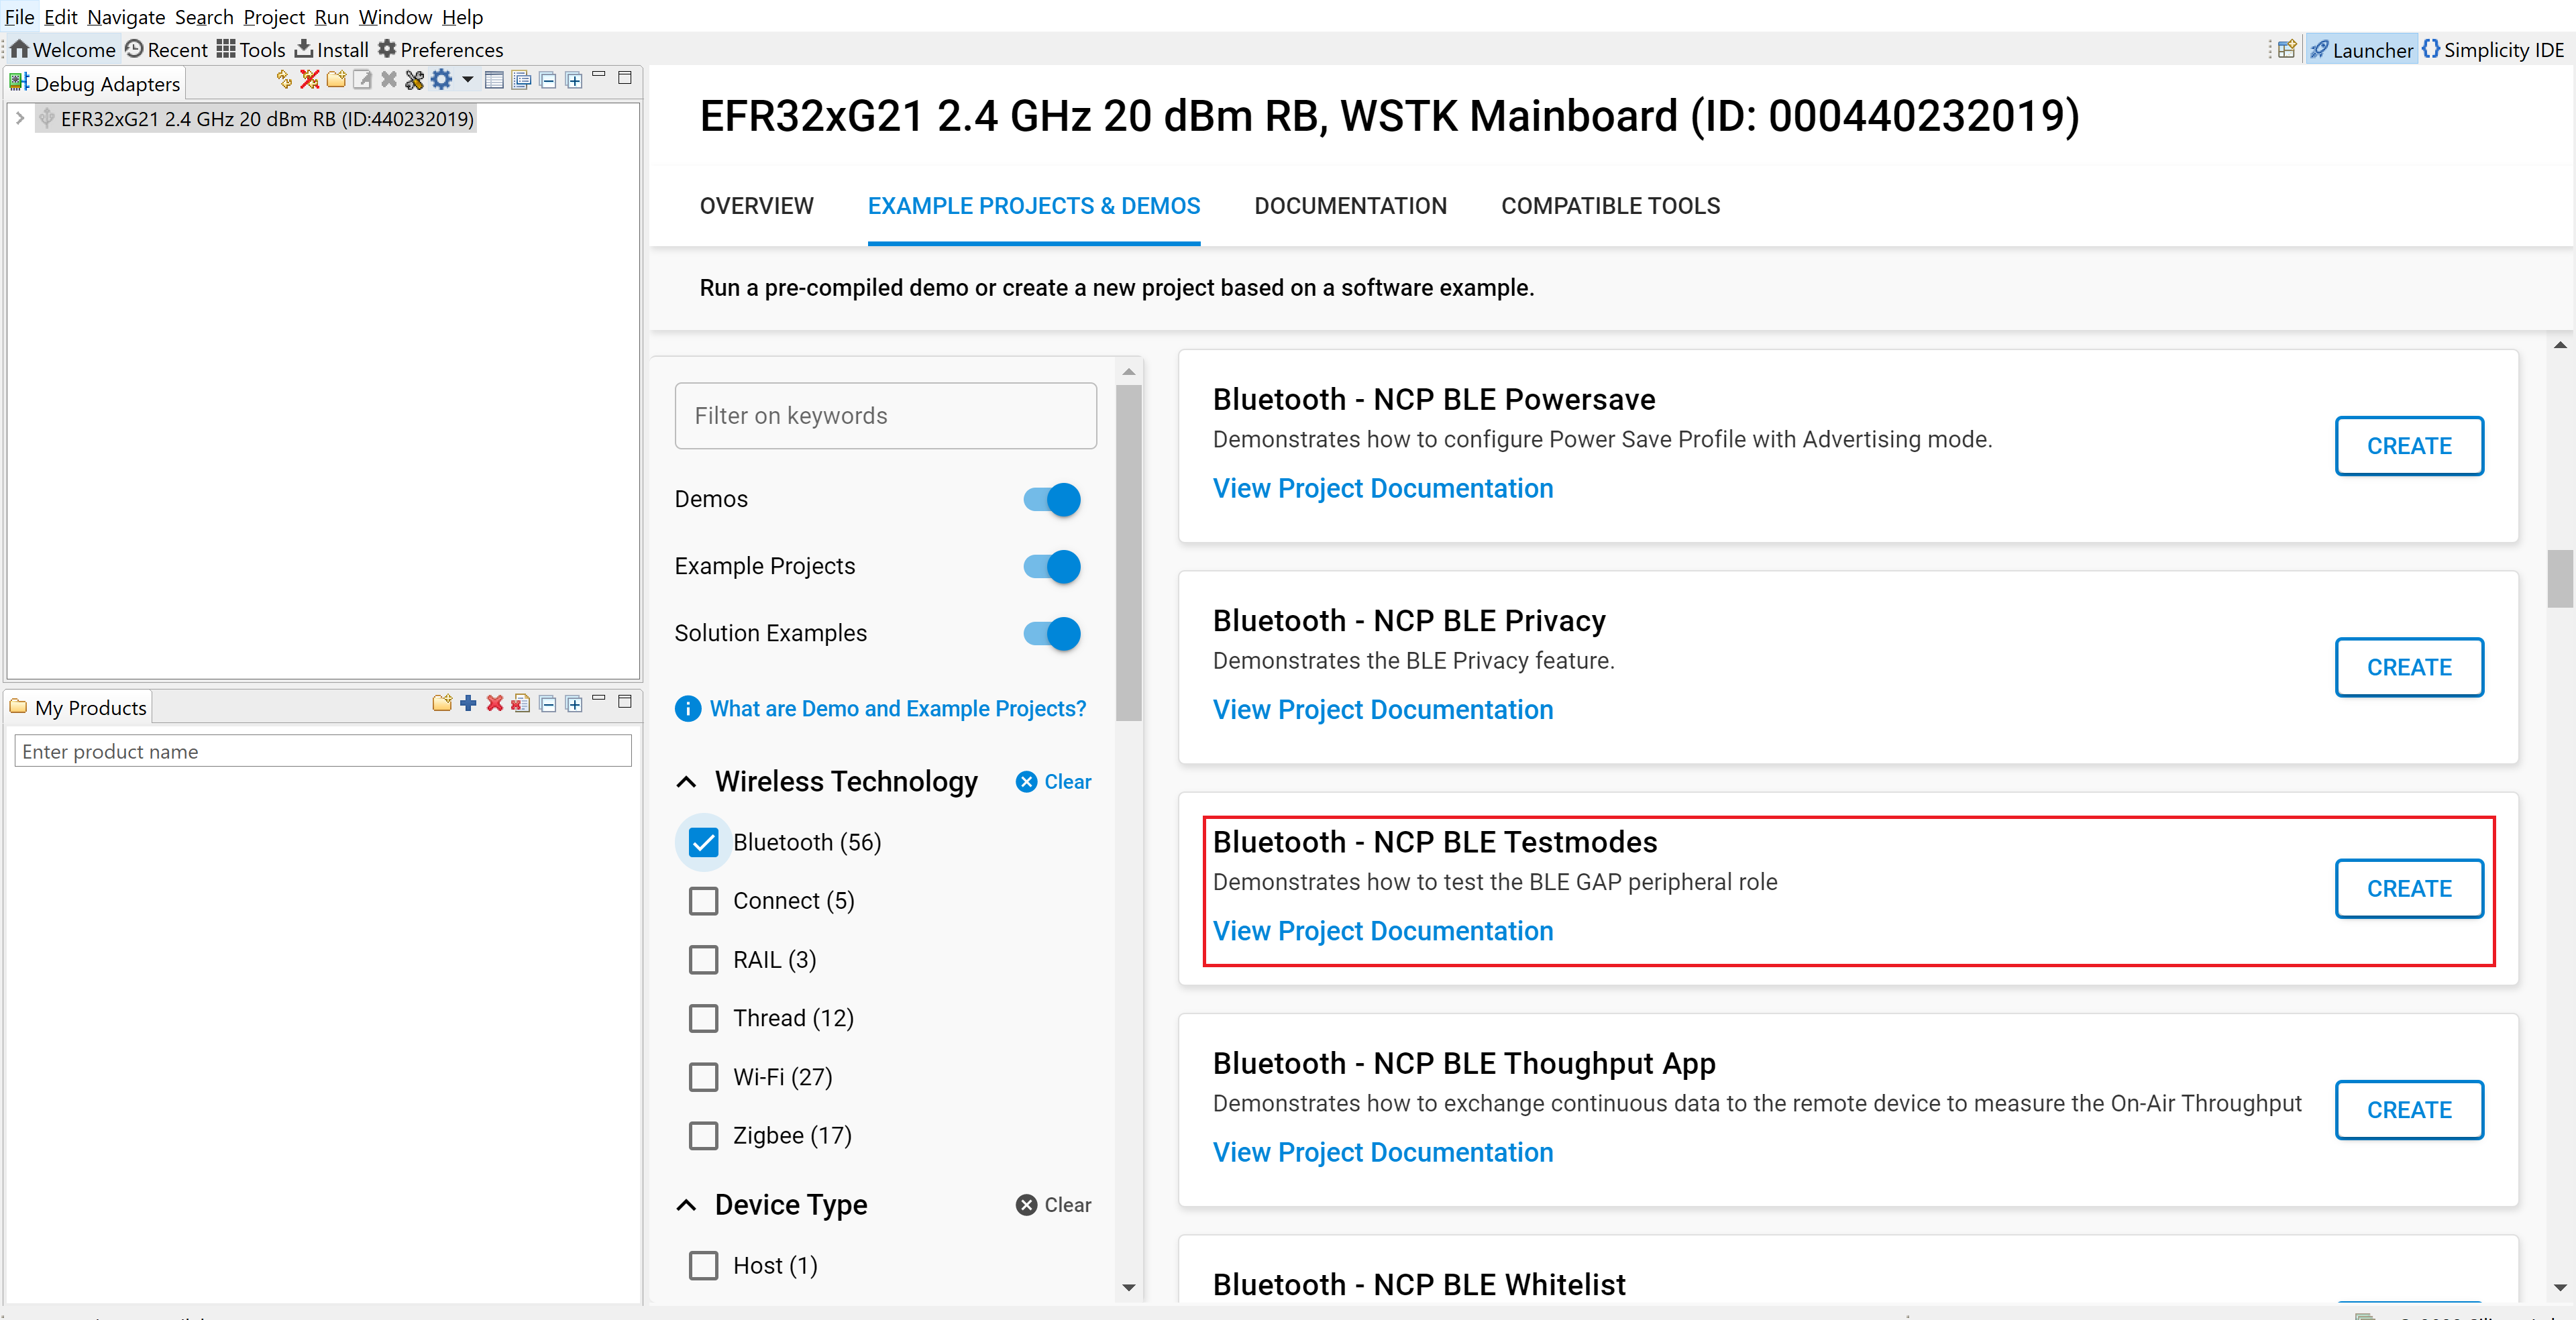 File Edit Navigate Search Project Run Window Help
Welcome Recent Tools Install Preferences
Launcher Simplicity IDE
Debug Adapters
EFR32xG21 2.4 GHz 20 dBm RB (ID:440232019)
My Products
Enter product name
EFR32xG21 2.4 GHz 20 dBm RB, WSTK Mainboard (ID: 000440232019)
OVERVIEW EXAMPLE PROJECTS & DEMOS DOCUMENTATION COMPATIBLE TOOLS
Run a pre-compiled demo or create a new project based on a software example.
Filter on keywords
Demos
Example Projects
Solution Examples
What are Demo and Example Projects?
Wireless Technology Clear
Bluetooth (56)
Connect (5)
RAIL (3)
Thread (12)
Wi-Fi (27)
Zigbee (17)
Device Type Clear
Host (1)
Bluetooth - NCP BLE Powersave
Demonstrates how to configure Power Save Profile with Advertising mode.
View Project Documentation
CREATE
Bluetooth - NCP BLE Privacy
Demonstrates the BLE Privacy feature.
View Project Documentation
CREATE
Bluetooth - NCP BLE Testmodes
Demonstrates how to test the BLE GAP peripheral role
View Project Documentation
CREATE
Bluetooth - NCP BLE Thoughput App
Demonstrates how to exchange continuous data to the remote device to measure the On-Air Throughput
View Project Documentation
CREATE
Bluetooth - NCP BLE Whitelist